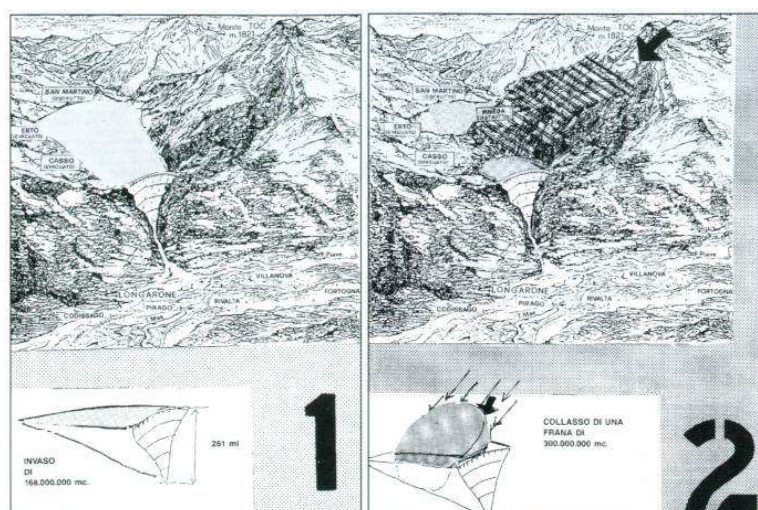 Monte TOC
m. 1921
SAN MARTINO
ERTO
CASSO
LONGARONE
PIRAGO
RIVALTA
VILLANOVA
FORTOGNA
CODISSAGO
INVASO
DI
168.000.000 mc.
261 ml
1
Monte TOC
m. 1921
SAN MARTINO
PINEDA
ERTO
CASSO
LONGARONE
PIRAGO
RIVALTA
VILLANOVA
FORTOGNA
CODISSAGO
COLLASSO DI UNA
FRANA DI
300.000.000 mc.
2